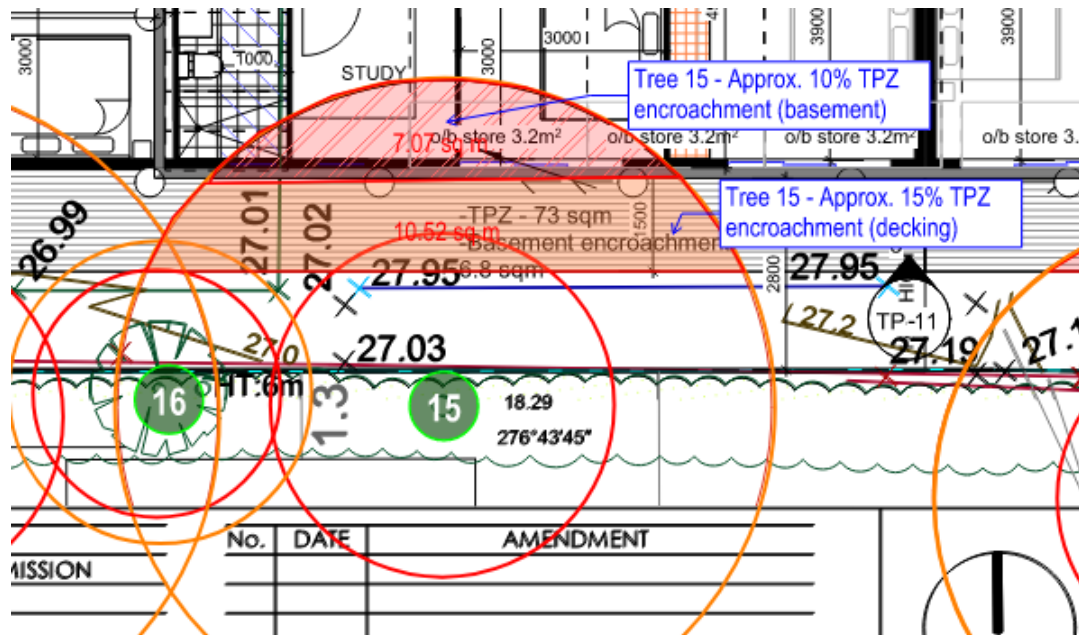 3000
1000
STUDY
3000
3000
3900
3900
Tree 15 - Approx. 10% TPZ
encroachment (basement)
o/b store 3.2m²
o/b store 3.2m²
o/b store 3.2m²
o/b store 3.
7.07 sq m
Tree 15 - Approx. 15% TPZ
encroachment (decking)
26.99
27.01
27.02
-TPZ - 73 sqm
-Basement encroachment
6.8 sqm
10.52 sq m
1500
2800
27.95
27.95
TP-11
27.2
27.0
27.03
27.19
27.1
16
HT:6m
1.3
15
18.29
276°43'45"
No.
DATE
AMENDMENT
MISSION